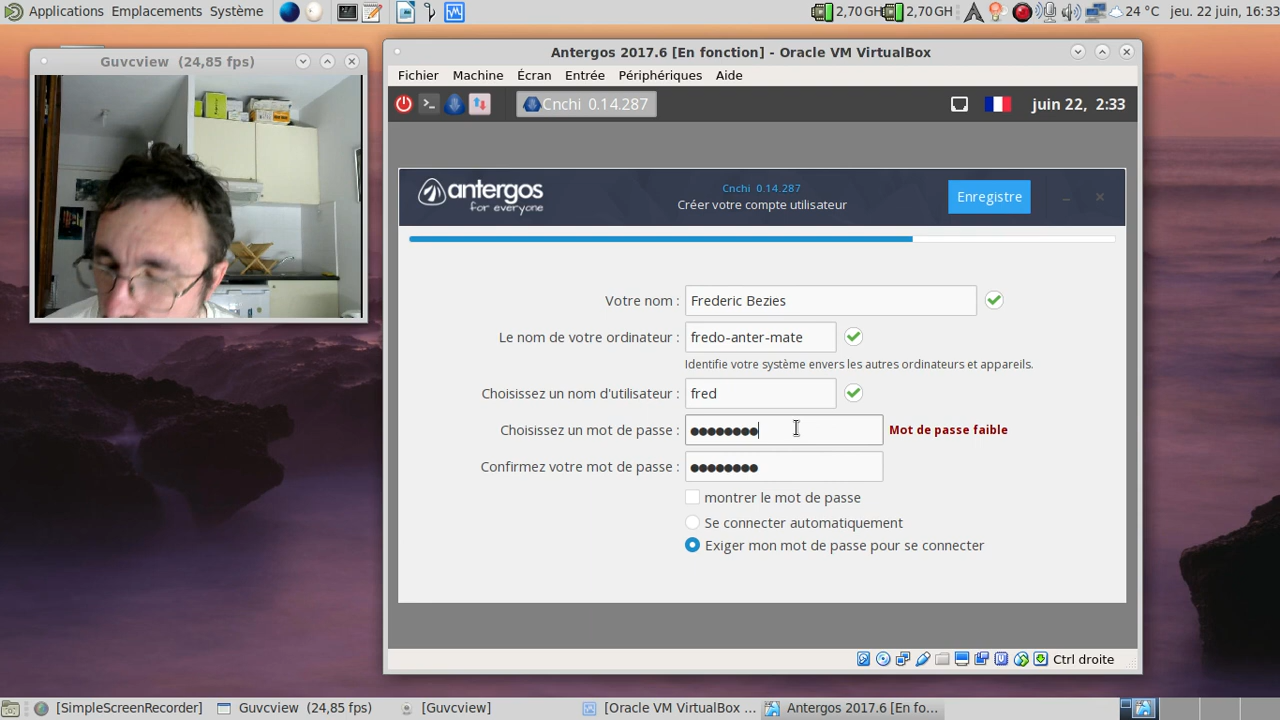 Applications Emplacements Système
2,70 GH 2,70 GH
24 °C jeu. 22 juin, 16:33
Guvcview (24,85 fps)
Antergos 2017.6 [En fonction] - Oracle VM VirtualBox
Fichier Machine Écran Entrée Périphériques Aide
Cnchi 0.14.287
juin 22, 2:33
antergos
for everyone
Cnchi 0.14.287
Créer votre compte utilisateur
Enregistre
Votre nom : Frederic Bezies
Le nom de votre ordinateur : fredo-anter-mate
Identifie votre système envers les autres ordinateurs et appareils.
Choisissez un nom d'utilisateur : fred
Choisissez un mot de passe : ●●●●●●●● Mot de passe faible
Confirmez votre mot de passe : ●●●●●●●●
montrer le mot de passe
Se connecter automatiquement
Exiger mon mot de passe pour se connecter
Ctrl droite
[SimpleScreenRecorder] Guvcview (24,85 fps) [Guvcview] [Oracle VM VirtualBox ... Antergos 2017.6 [En fo...